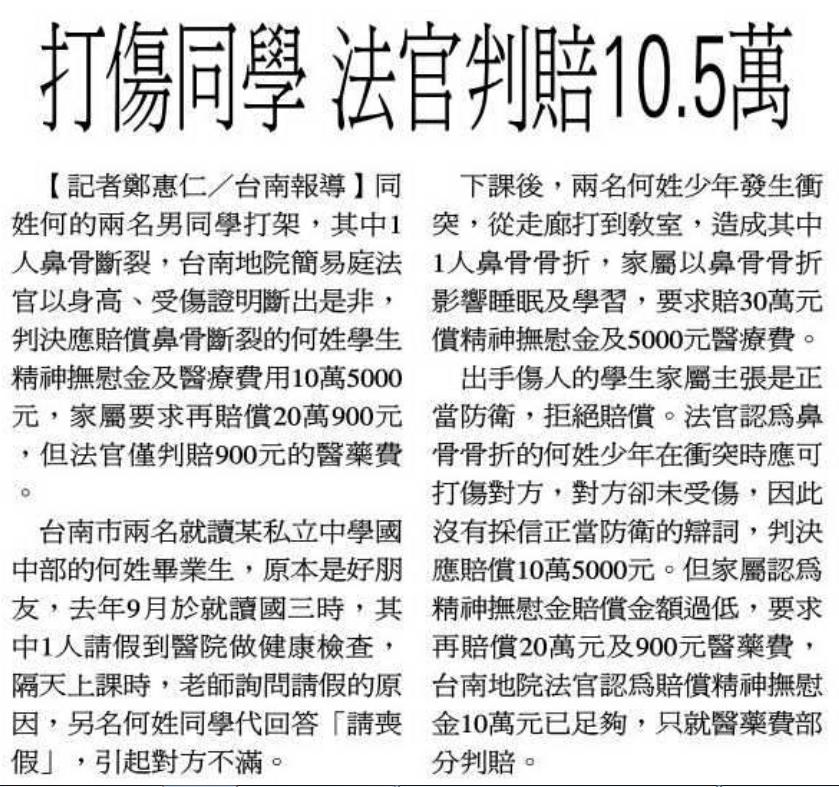 打傷同學 法官判賠10.5萬
【記者鄭惠仁／台南報導】同
姓何的兩名男同學打架，其中1
人鼻骨斷裂，台南地院簡易庭法
官以身高、受傷證明斷出是非，
判決應賠償鼻骨斷裂的何姓學生
精神撫慰金及醫療費用10萬5000
元，家屬要求再賠償20萬900元
，但法官僅判賠900元的醫藥費
。
台南市兩名就讀某私立中學國
中部的何姓畢業生，原本是好朋
友，去年9月於就讀國三時，其
中1人請假到醫院做健康檢查，
隔天上課時，老師詢問請假的原
因，另名何姓同學代回答「請喪
假」，引起對方不滿。
下課後，兩名何姓少年發生衝
突，從走廊打到教室，造成其中
1人鼻骨骨折，家屬以鼻骨骨折
影響睡眠及學習，要求賠30萬元
償精神撫慰金及5000元醫療費。
出手傷人的學生家屬主張是正
當防衛，拒絕賠償。法官認為鼻
骨骨折的何姓少年在衝突時應可
打傷對方，對方卻未受傷，因此
沒有採信正當防衛的辯詞，判決
應賠償10萬5000元。但家屬認為
精神撫慰金賠償金額過低，要求
再賠償20萬元及900元醫藥費，
台南地院法官認為賠償精神撫慰
金10萬元已足夠，只就醫藥費部
分判賠。